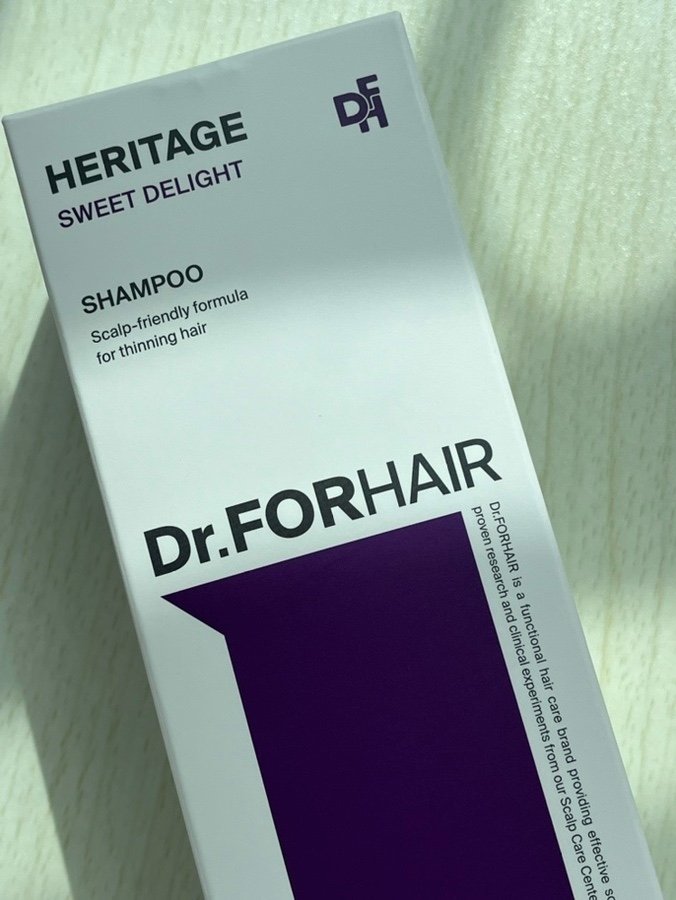 HERITAGE
SWEET DELIGHT
DFH
SHAMPOO
Scalp-friendly formula
for thinning hair
Dr.FORHAIR
Dr.FORHAIR is a functional hair care brand providing effective
proven research and clinical experiments from our Scalp Care